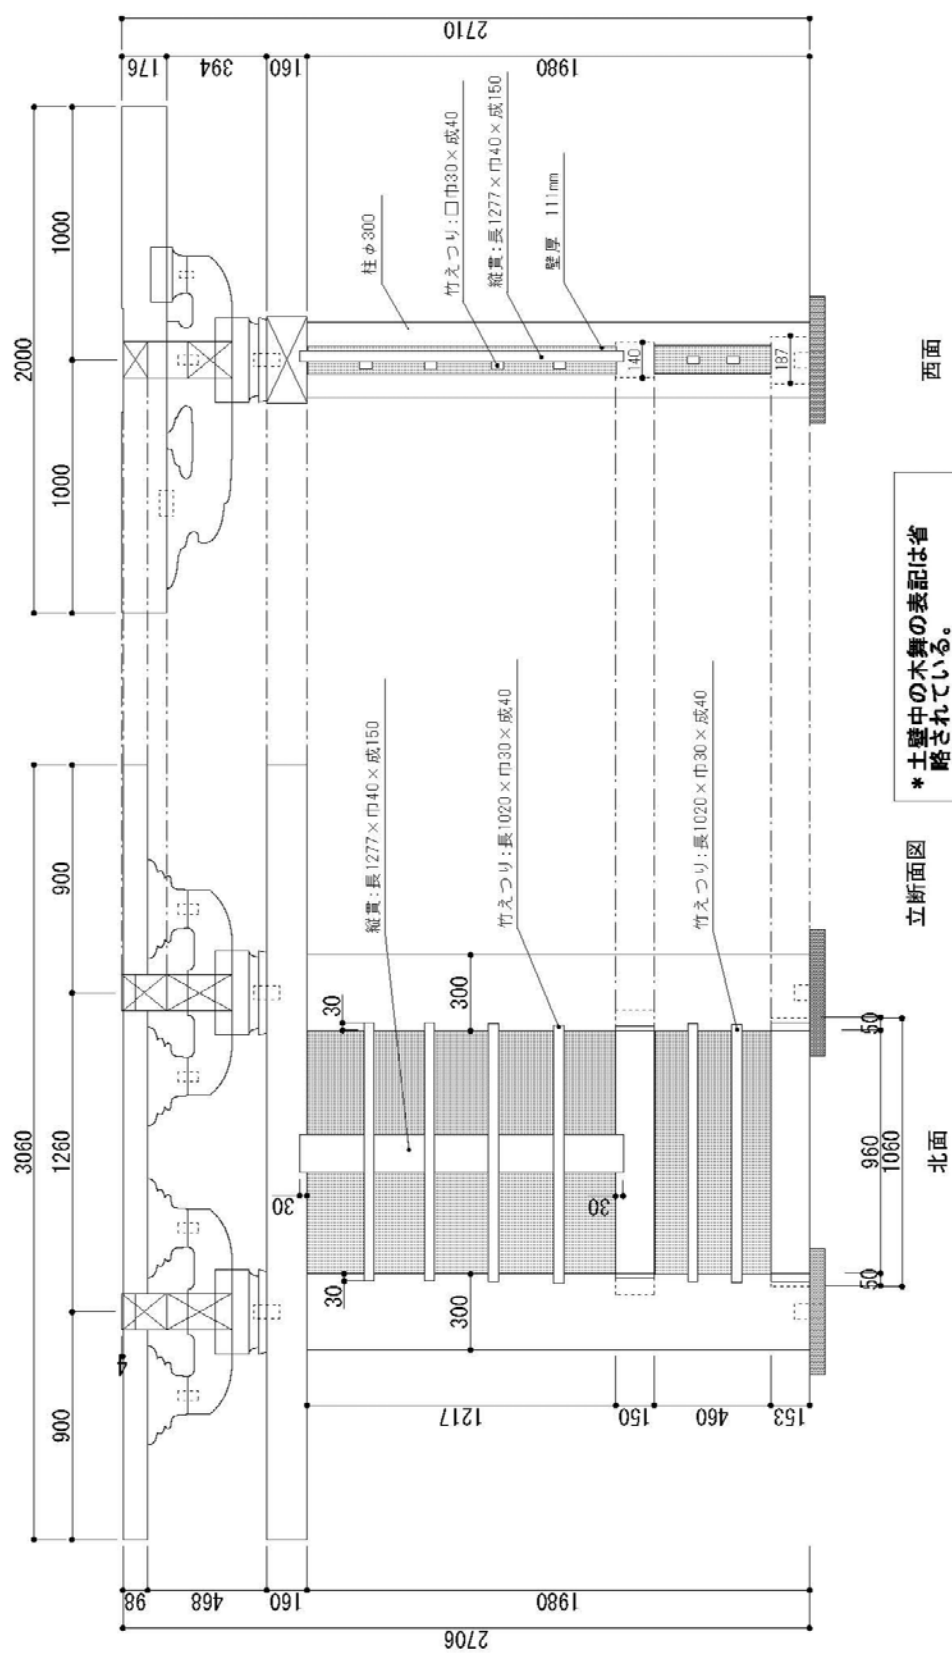 3060
900
1260
900
2000
1000
1000
2706
98
468
160
1980
4
2710
176
394
160
1980
縦貫：長1277×巾40×成150
竹えつり：長1020×巾30×成40
竹えつり：長1020×巾30×成40
柱φ300
竹えつり：口巾30×成40
縦貫：長1277×巾40×成150
壁厚 111mm
30
30
30
30
300
300
1217
150
460
153
140
187
50
960
50
1060
北面
立断面図
西面
*土壁中の木舞の表記は省
略されている。